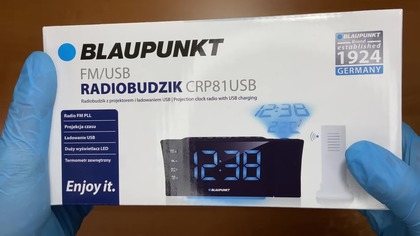 BLAUPUNKT
FM/USB
RADIOBUDZIK CRP81USB
Radiobudzik z projektorem i ładowaniem USB | Projection clock radio with USB charging
BLAUPUNKT
brand
established
1924
GERMANY
Radio FM PLL
Projekcja czasu
Ładowanie USB
Duży wyświetlacz LED
Termometr zewnętrzny
Enjoy it.
12:38
12:38
BLAUPUNKT